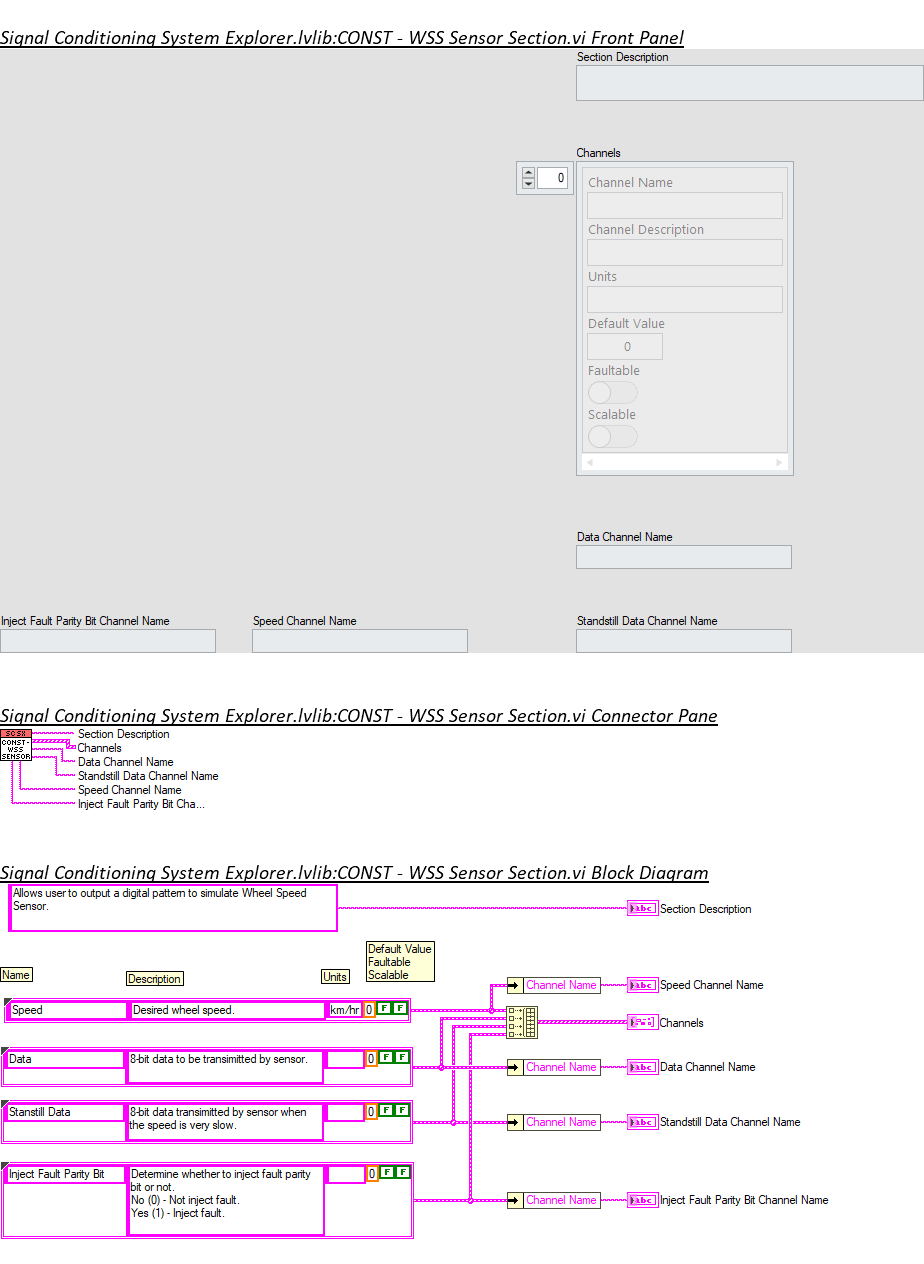 Signal Conditioning System Explorer.lvlib:CONST - WSS Sensor Section.vi Front Panel
Section Description
Channels
0
Channel Name
Channel Description
Units
Default Value
0
Faultable
Scalable
Data Channel Name
Inject Fault Parity Bit Channel Name
Speed Channel Name
Standstill Data Channel Name
Signal Conditioning System Explorer.lvlib:CONST - WSS Sensor Section.vi Connector Pane
SCSX
CONST-
WSS
SENSOR
Section Description
Channels
Data Channel Name
Standstill Data Channel Name
Speed Channel Name
Inject Fault Parity Bit Cha...
Signal Conditioning System Explorer.lvlib:CONST - WSS Sensor Section.vi Block Diagram
Allows user to output a digital pattern to simulate Wheel Speed
Sensor.
abc
Section Description
Default Value
Faultable
Scalable
Name
Description
Units
Channel Name
abc
Speed Channel Name
Speed
Desired wheel speed.
km/hr
0
F
F
Channels
Data
8-bit data to be transimitted by sensor.
0
F
F
Channel Name
abc
Data Channel Name
Stanstill Data
8-bit data transimitted by sensor when
the speed is very slow.
0
F
F
Channel Name
abc
Standstill Data Channel Name
Inject Fault Parity Bit
Determine whether to inject fault parity
bit or not.
No (0) - Not inject fault.
Yes (1) - Inject fault.
0
F
F
Channel Name
abc
Inject Fault Parity Bit Channel Name